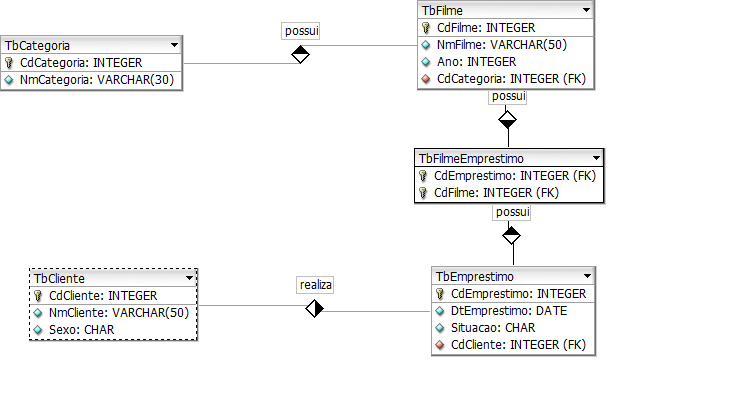 TbFilme
CdFilme: INTEGER
NmFilme: VARCHAR(50)
Ano: INTEGER
CdCategoria: INTEGER (FK)
possui
TbCategoria
CdCategoria: INTEGER
NmCategoria: VARCHAR(30)
possui
TbFilmeEmprestimo
CdEmprestimo: INTEGER (FK)
CdFilme: INTEGER (FK)
possui
TbCliente
CdCliente: INTEGER
NmCliente: VARCHAR(50)
Sexo: CHAR
realiza
TbEmprestimo
CdEmprestimo: INTEGER
DtEmprestimo: DATE
Situacao: CHAR
CdCliente: INTEGER (FK)